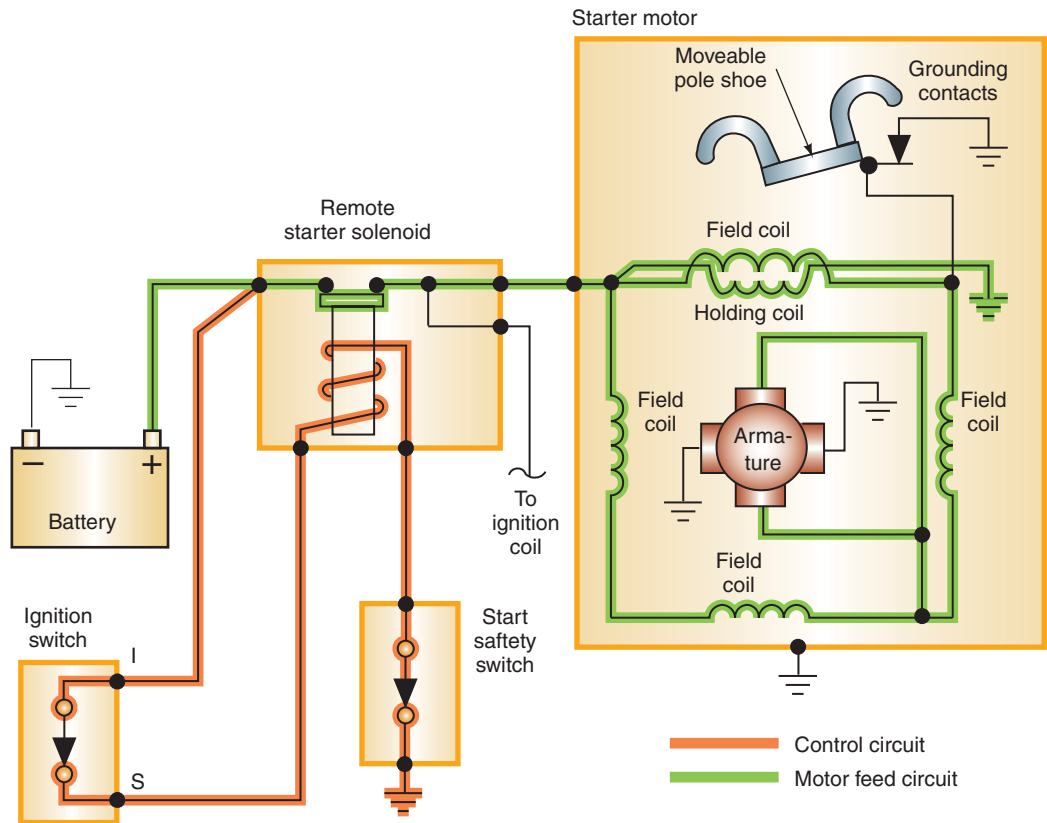 Starter motor
Moveable
pole shoe
Grounding
contacts
Remote
starter solenoid
Field coil
Holding coil
Field
coil
Field
coil
Arma-
ture
−
+
Battery
To
ignition
coil
Field
coil
Ignition
switch
I
S
Start
saftety
switch
Control circuit
Motor feed circuit